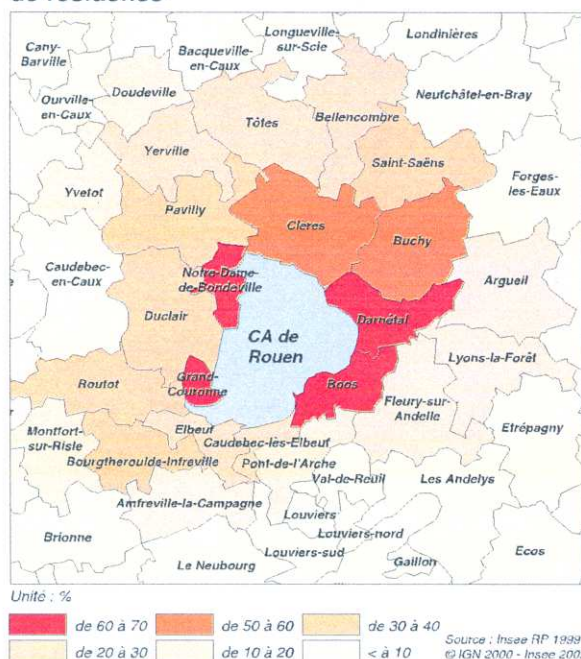 de résidence
Cany-
Barville
Bacqueville-
en-Caux
Longueville-
sur-Scie
Londinières
Ourville-
en-Caux
Doudeville
Tôtes
Bellencombre
Neufchâtel-en-Bray
Yerville
Saint-Saëns
Yvetot
Forges-
les-Eaux
Pavilly
Cleres
Buchy
Caudebec-
en-Caux
Notre-Dame-
de-Bondeville
Argueil
Duclair
CA de
Rouen
Darnétal
Lyons-la-Forêt
Routot
Grand-
Couronne
Boos
Fleury-sur-
Andelle
Montfort-
sur-Risle
Elbeuf
Caudebec-lès-Elbeuf
Etrépagny
Bourgtheroulde-Infreville
Pont-de-l'Arche
Val-de-Reuil
Les Andelys
Amfreville-la-Campagne
Louviers
Brionne
Louviers-nord
Louviers-sud
Le Neubourg
Gaillon
Ecos
Unité : %
de 60 à 70
de 50 à 60
de 30 à 40
de 20 à 30
de 10 à 20
< à 10
Source : Insee RP 1999
© IGN 2000 - Insee